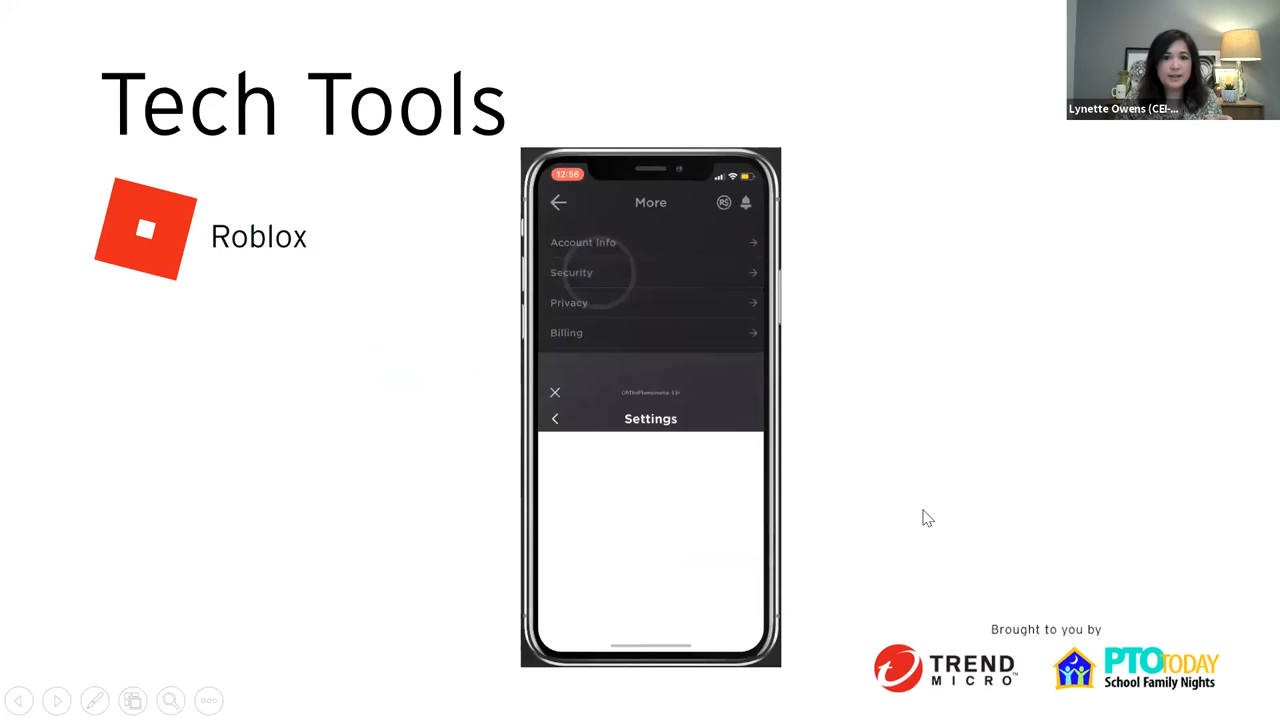 Lynette Owens (CEI-...
Tech Tools
Roblox
12:56
More
Account Info
Security
Privacy
Billing
Settings
Brought to you by
TREND
MICRO™
PTO TODAY
School Family Nights